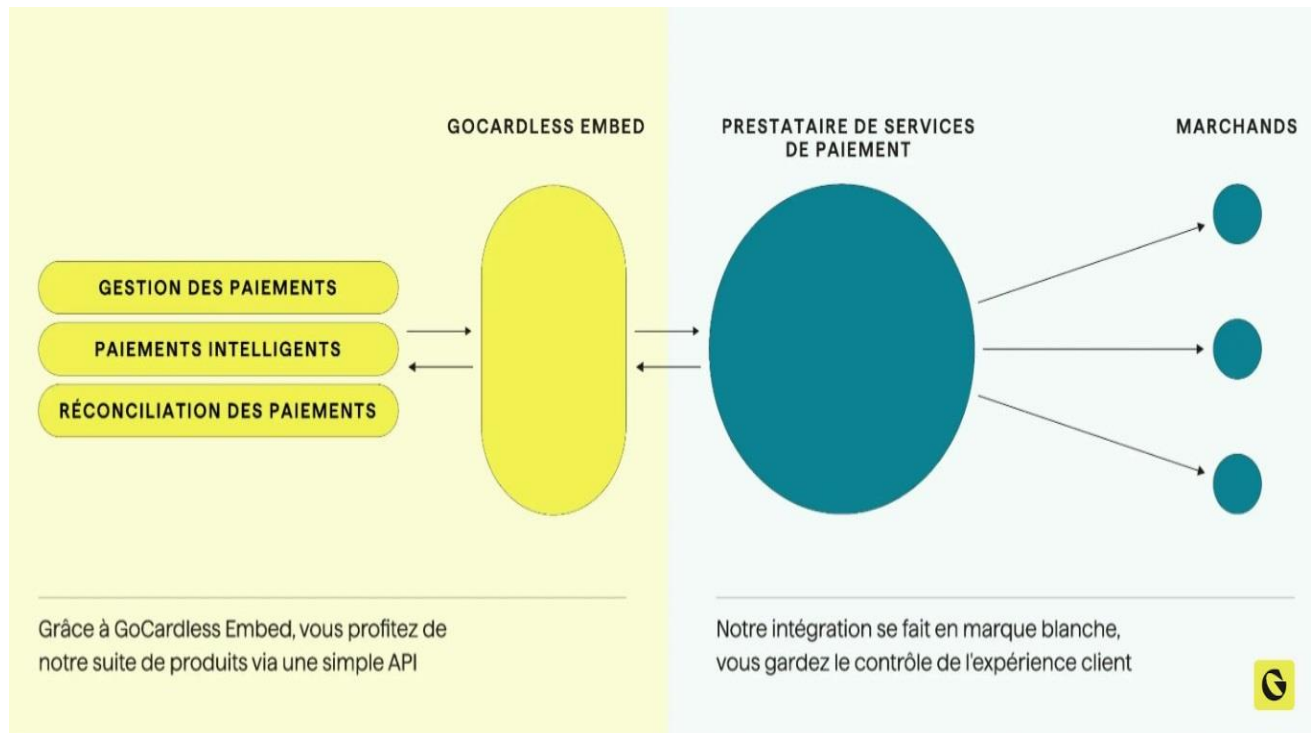 GOCARDLESS EMBED
PRESTATAIRE DE SERVICES
DE PAIEMENT
MARCHANDS
GESTION DES PAIEMENTS
PAIEMENTS INTELLIGENTS
RÉCONCILIATION DES PAIEMENTS
Grâce à GoCardless Embed, vous profitez de
notre suite de produits via une simple API
Notre intégration se fait en marque blanche,
vous gardez le contrôle de l'expérience client